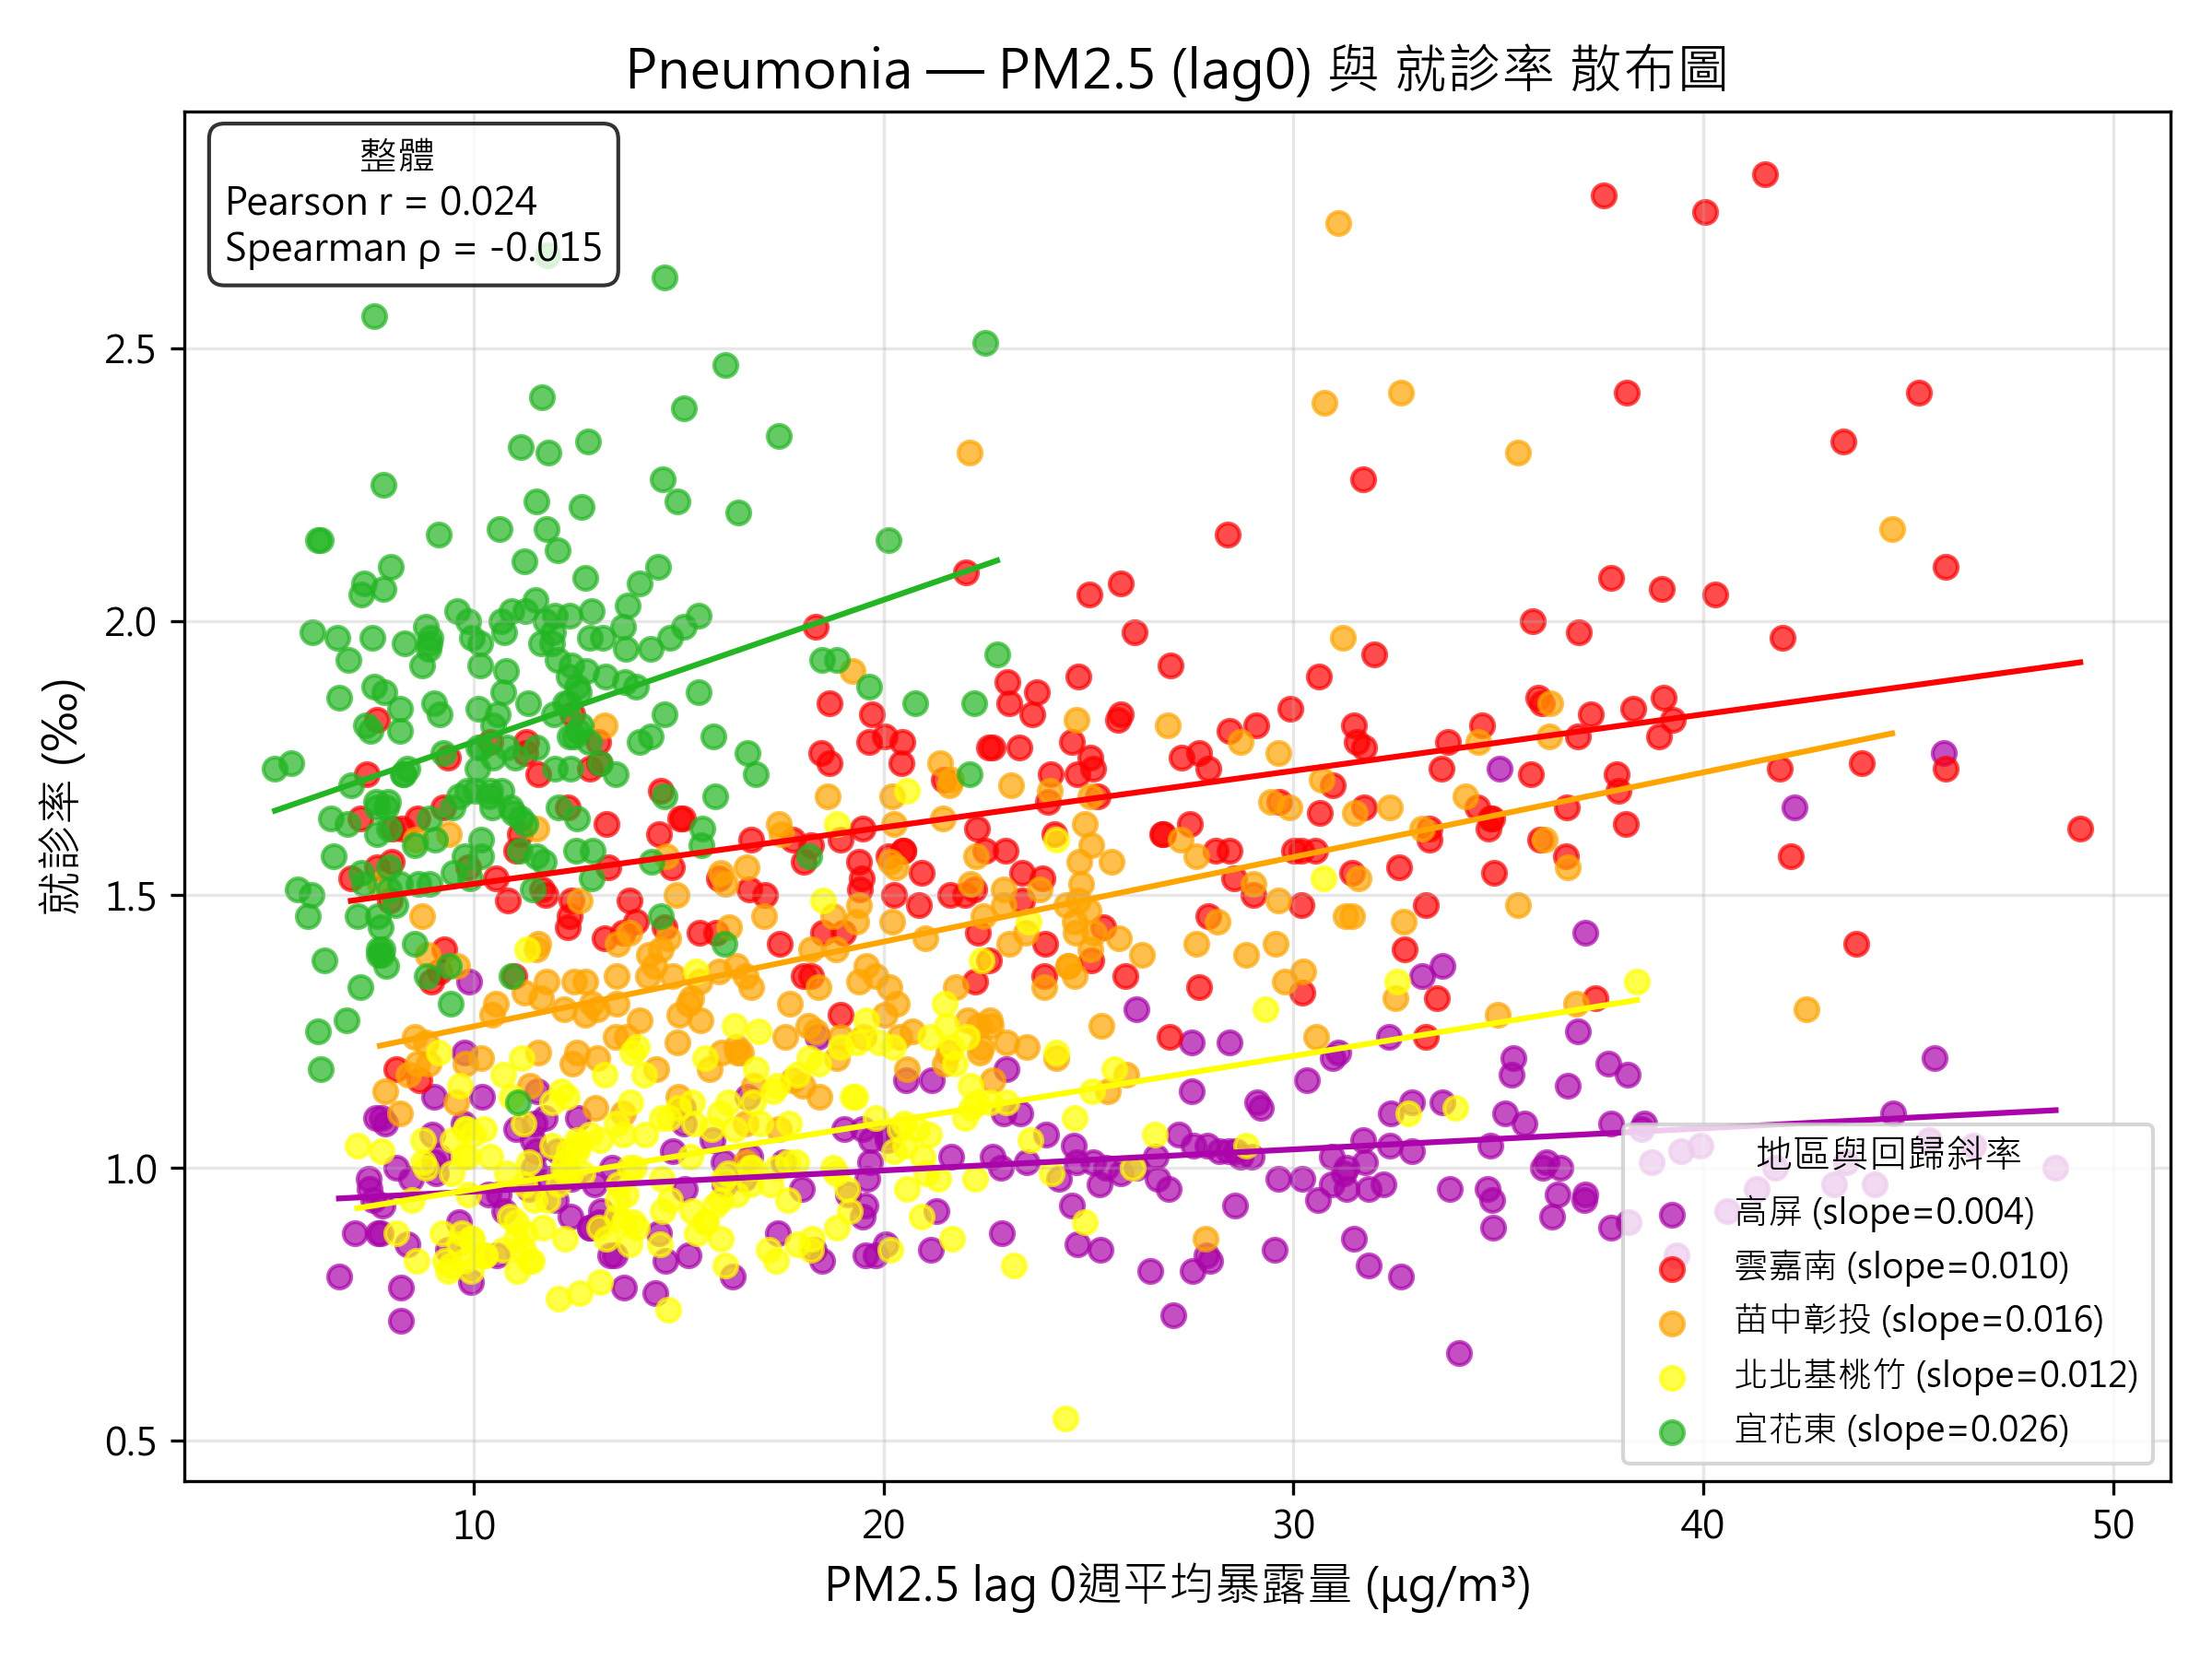 Pneumonia — PM2.5 (lag0) 與 就診率 散布圖
整體
Pearson r = 0.024
Spearman ρ = -0.015
就診率 (‰)
2.5
2.0
1.5
1.0
0.5
地區與回歸斜率
高屏 (slope=0.004)
雲嘉南 (slope=0.010)
苗中彰投 (slope=0.016)
北北基桃竹 (slope=0.012)
宜花東 (slope=0.026)
10 20 30 40 50
PM2.5 lag 0週平均暴露量 (μg/m³)